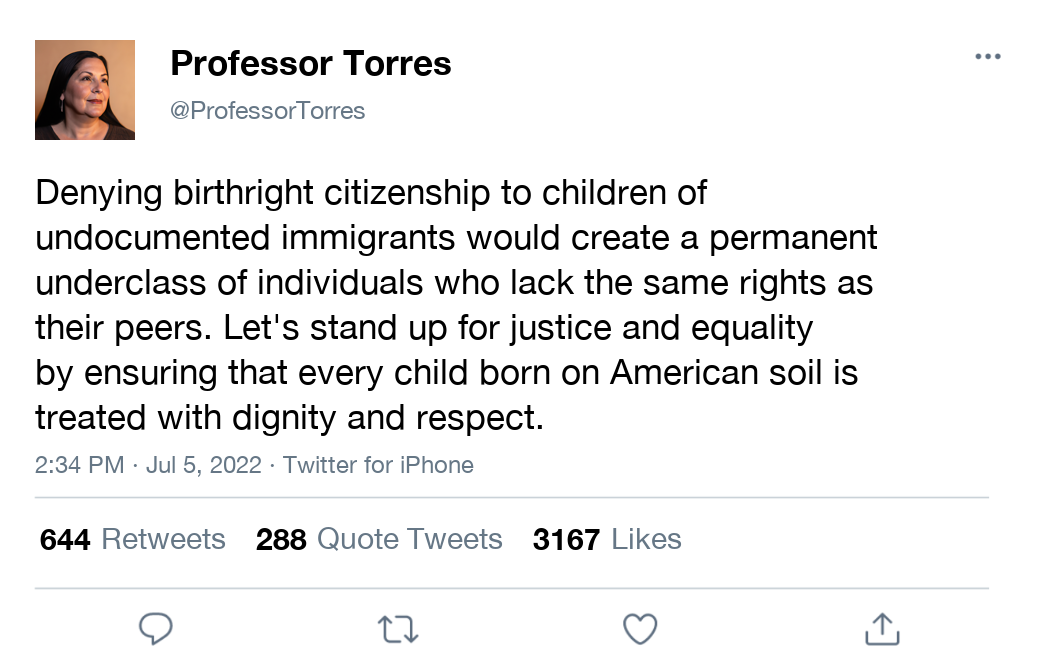 Professor Torres
@ProfessorTorres
Denying birthright citizenship to children of
undocumented immigrants would create a permanent
underclass of individuals who lack the same rights as
their peers. Let's stand up for justice and equality
by ensuring that every child born on American soil is
treated with dignity and respect.
2:34 PM · Jul 5, 2022 · Twitter for iPhone
644 Retweets 288 Quote Tweets 3167 Likes